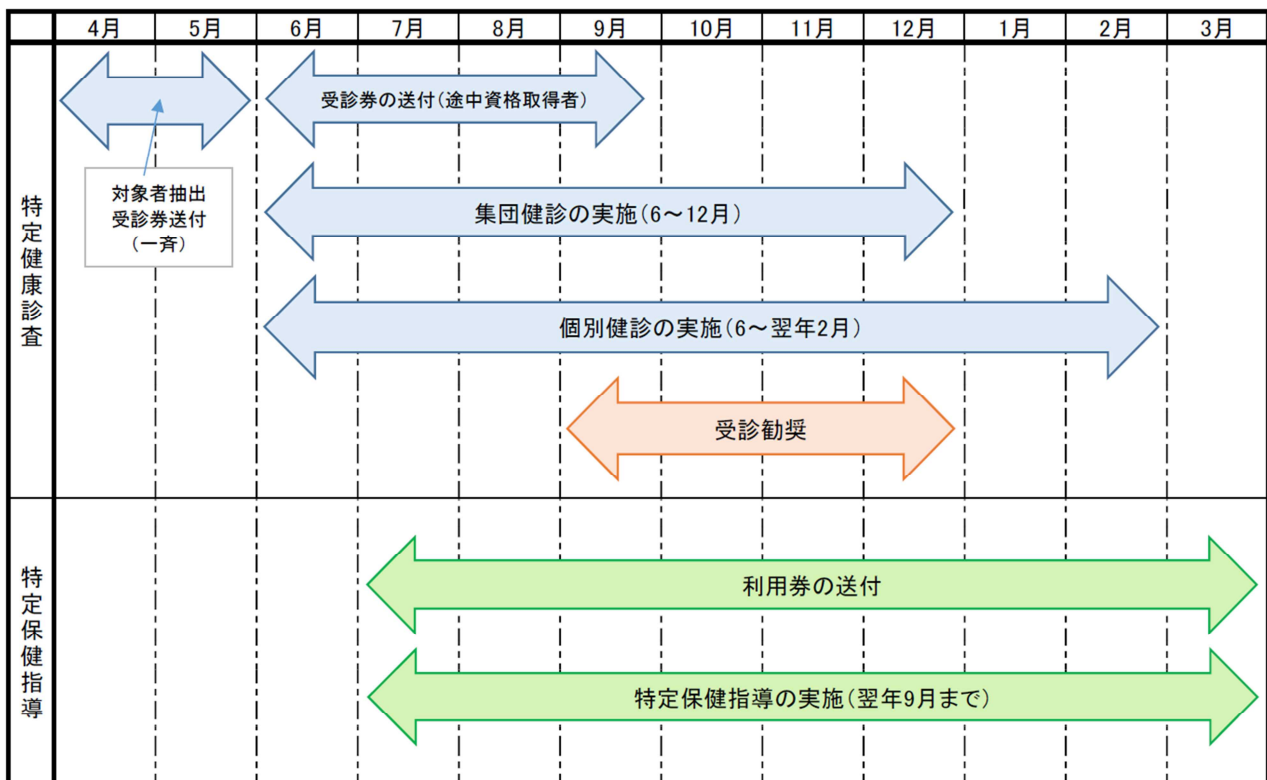 4月 5月 6月 7月 8月 9月 10月 11月 12月 1月 2月 3月
特定健康診査
受診券の送付(途中資格取得者)
対象者抽出
受診券送付
(一斉)
集団健診の実施(6～12月)
個別健診の実施(6～翌年2月)
受診勧奨
特定保健指導
利用券の送付
特定保健指導の実施(翌年9月まで)